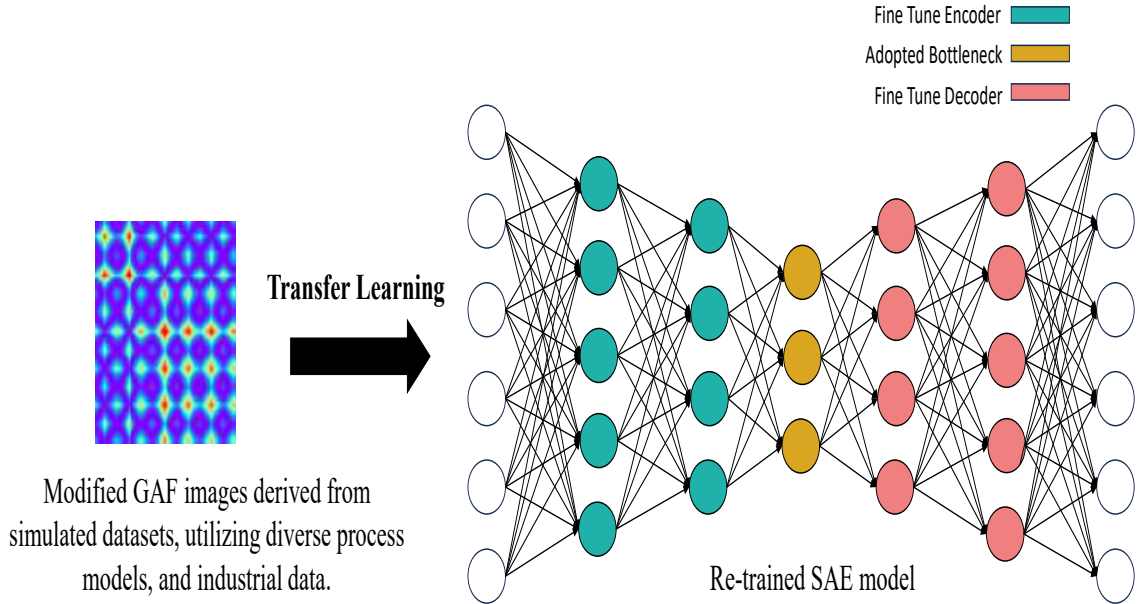 Fine Tune Encoder
Adopted Bottleneck
Fine Tune Decoder
Transfer Learning
Modified GAF images derived from
simulated datasets, utilizing diverse process
models, and industrial data.
Re-trained SAE model